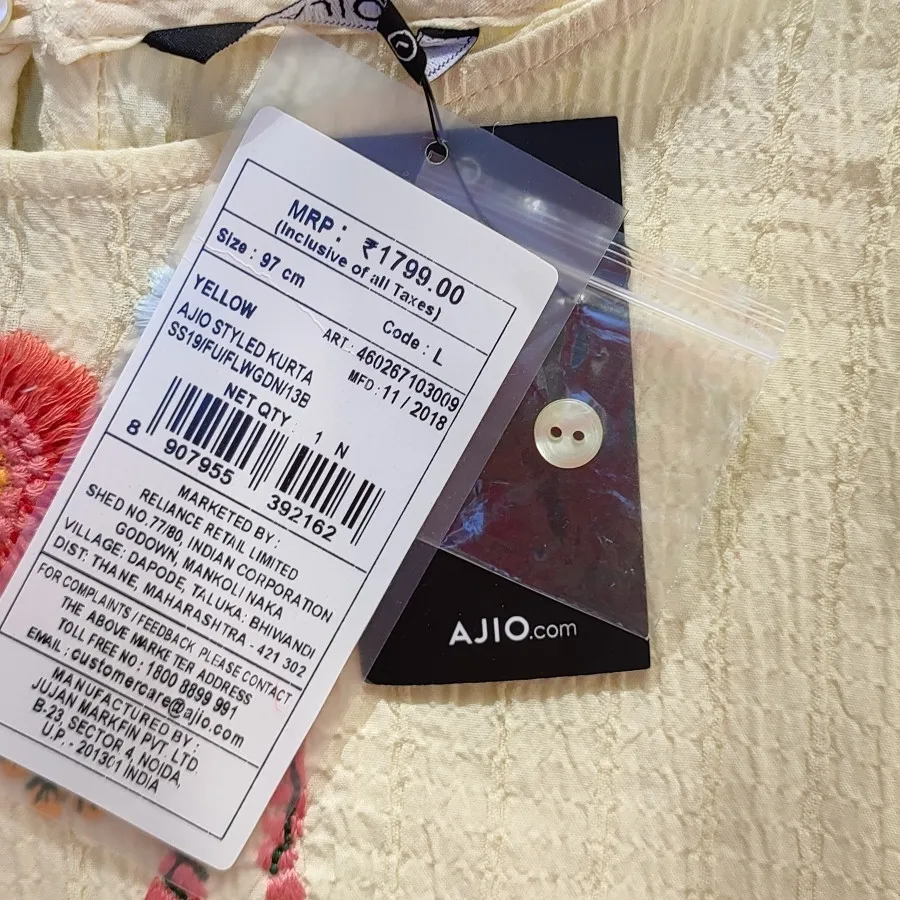 AJIO
MRP : ₹1799.00
(Inclusive of all Taxes)
Size : 97 cm
Code : L
YELLOW
ART : 460267103009
AJIO STYLED KURTA
MFD : 11 / 2018
SS19/FU/FLWGDN/13B
NET QTY : 1 N
8 907955 392162
MARKETED BY :
RELIANCE RETAIL LIMITED
SHED NO.77/80, INDIAN CORPORATION
GODOWN, MANKOLI NAKA
VILLAGE: DAPODE, TALUKA: BHIWANDI
DIST: THANE, MAHARASHTRA - 421 302
FOR COMPLAINTS / FEEDBACK PLEASE CONTACT
THE ABOVE MARKETER ADDRESS
TOLL FREE NO : 1800 8899 991
EMAIL : customercare@ajio.com
MANUFACTURED BY :
JUJAN MARKFIN PVT. LTD.
B-23, SECTOR 4, NOIDA,
U.P. - 201301 INDIA
AJIO.com